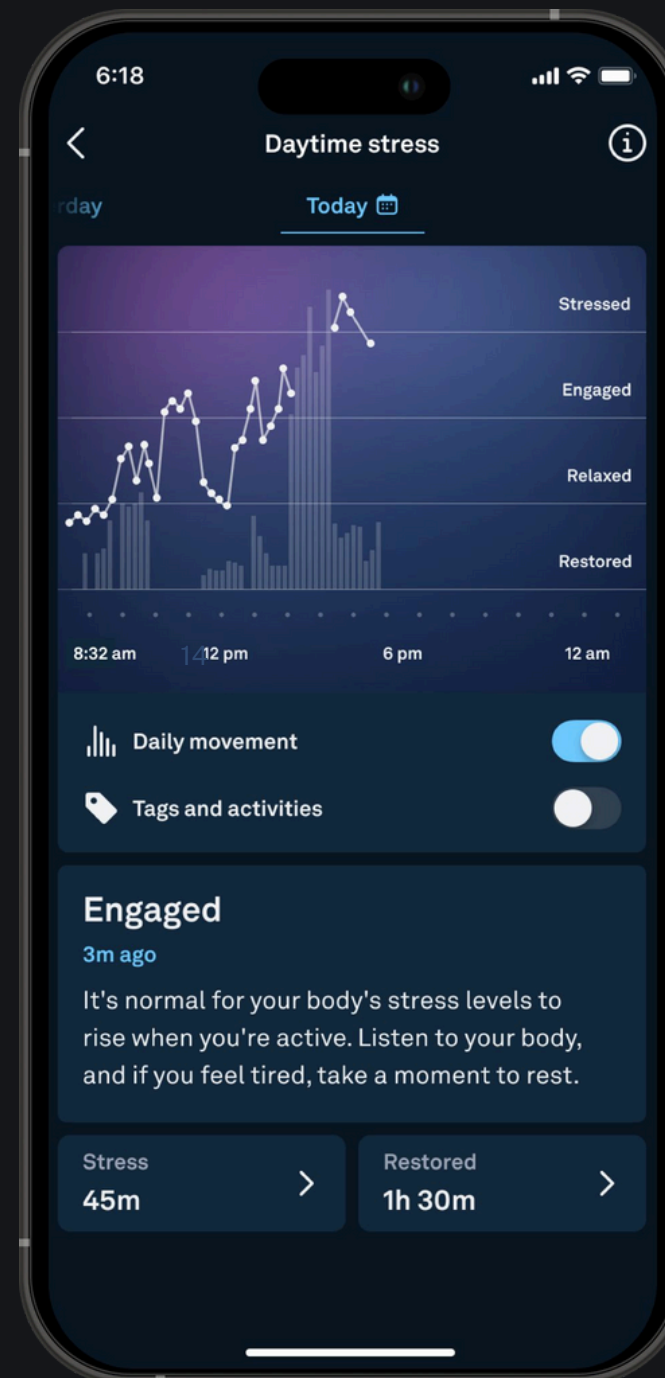 6:18
Daytime stress
rday
Today
Stressed
Engaged
Relaxed
Restored
8:32 am
14
12 pm
6 pm
12 am
Daily movement
Tags and activities
Engaged
3m ago
It's normal for your body's stress levels to
rise when you're active. Listen to your body,
and if you feel tired, take a moment to rest.
Stress
45m
Restored
1h 30m